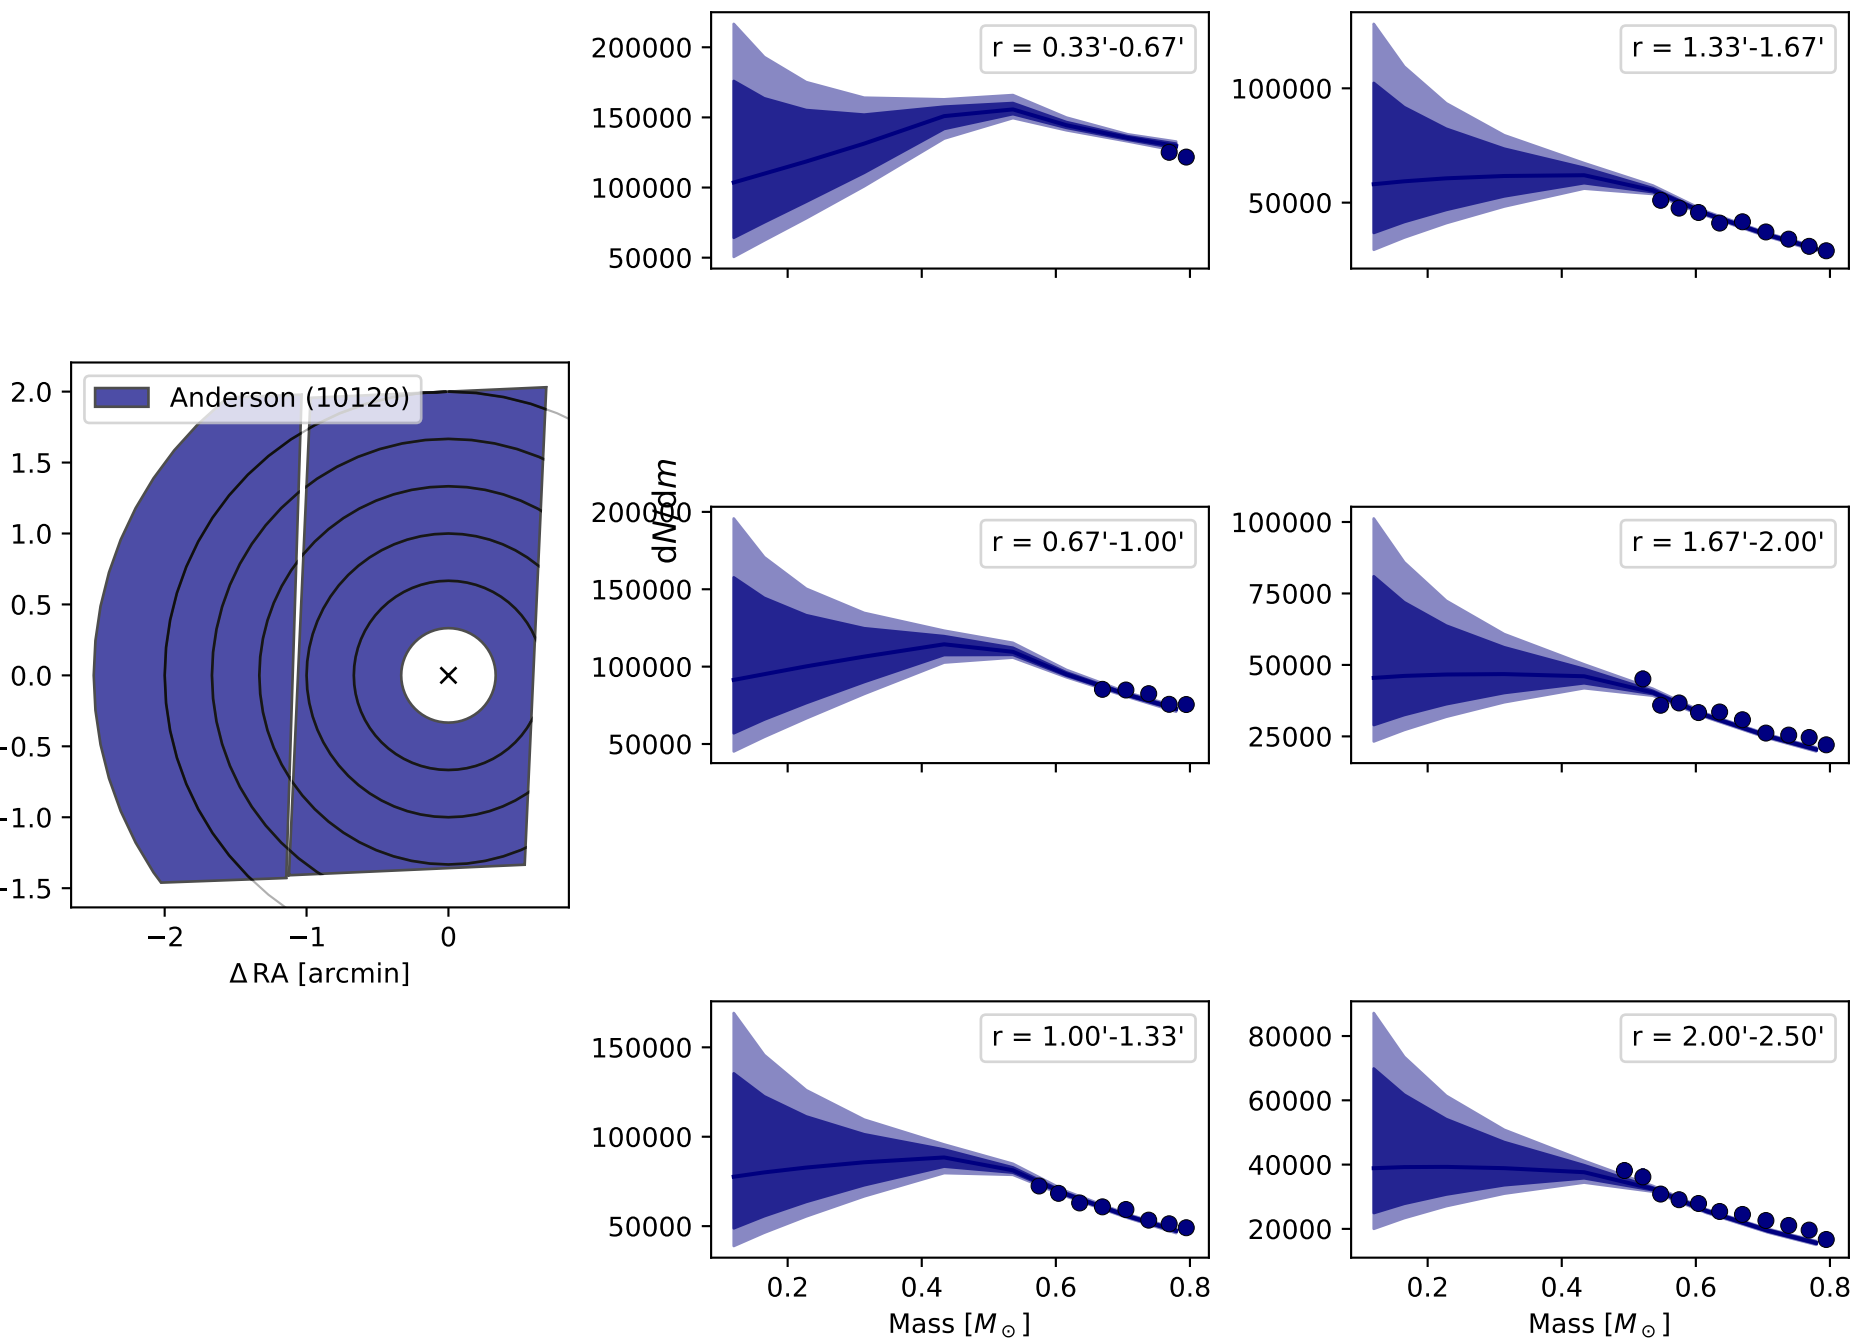 200000
150000
100000
50000
r = 0.33'-0.67'
100000
50000
r = 1.33'-1.67'
Anderson (10120)
2.0
1.5
1.0
0.5
0.0
−0.5
−1.0
−1.5
−2 −1 0
Δ RA [arcmin]
dN/dm
200000
150000
100000
50000
r = 0.67'-1.00'
100000
75000
50000
25000
r = 1.67'-2.00'
150000
100000
50000
r = 1.00'-1.33'
0.2 0.4 0.6 0.8
Mass [M⊙]
80000
60000
40000
20000
r = 2.00'-2.50'
0.2 0.4 0.6 0.8
Mass [M⊙]